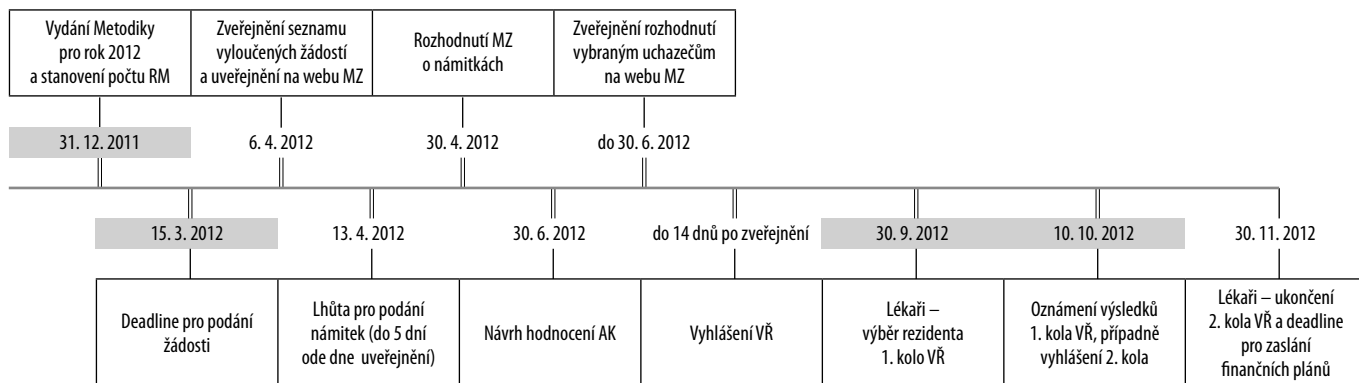 Vydání Metodiky
pro rok 2012
a stanovení počtu RM
Zveřejnění seznamu
vyloučených žádostí
a uveřejnění na webu MZ
Rozhodnutí MZ
o námitkách
Zveřejnění rozhodnutí
vybraným uchazečům
na webu MZ
31. 12. 2011
6. 4. 2012
30. 4. 2012
do 30. 6. 2012
15. 3. 2012
13. 4. 2012
30. 6. 2012
do 14 dnů po zveřejnění
30. 9. 2012
10. 10. 2012
30. 11. 2012
Deadline pro podání
žádosti
Lhůta pro podání
námitek (do 5 dní
ode dne uveřejnění)
Návrh hodnocení AK
Vyhlášení VŘ
Lékaři –
výběr rezidenta
1. kolo VŘ
Oznámení výsledků
1. kola VŘ, případně
vyhlášení 2. kola
Lékaři – ukončení
2. kola VŘ a deadline
pro zaslání
finančních plánů